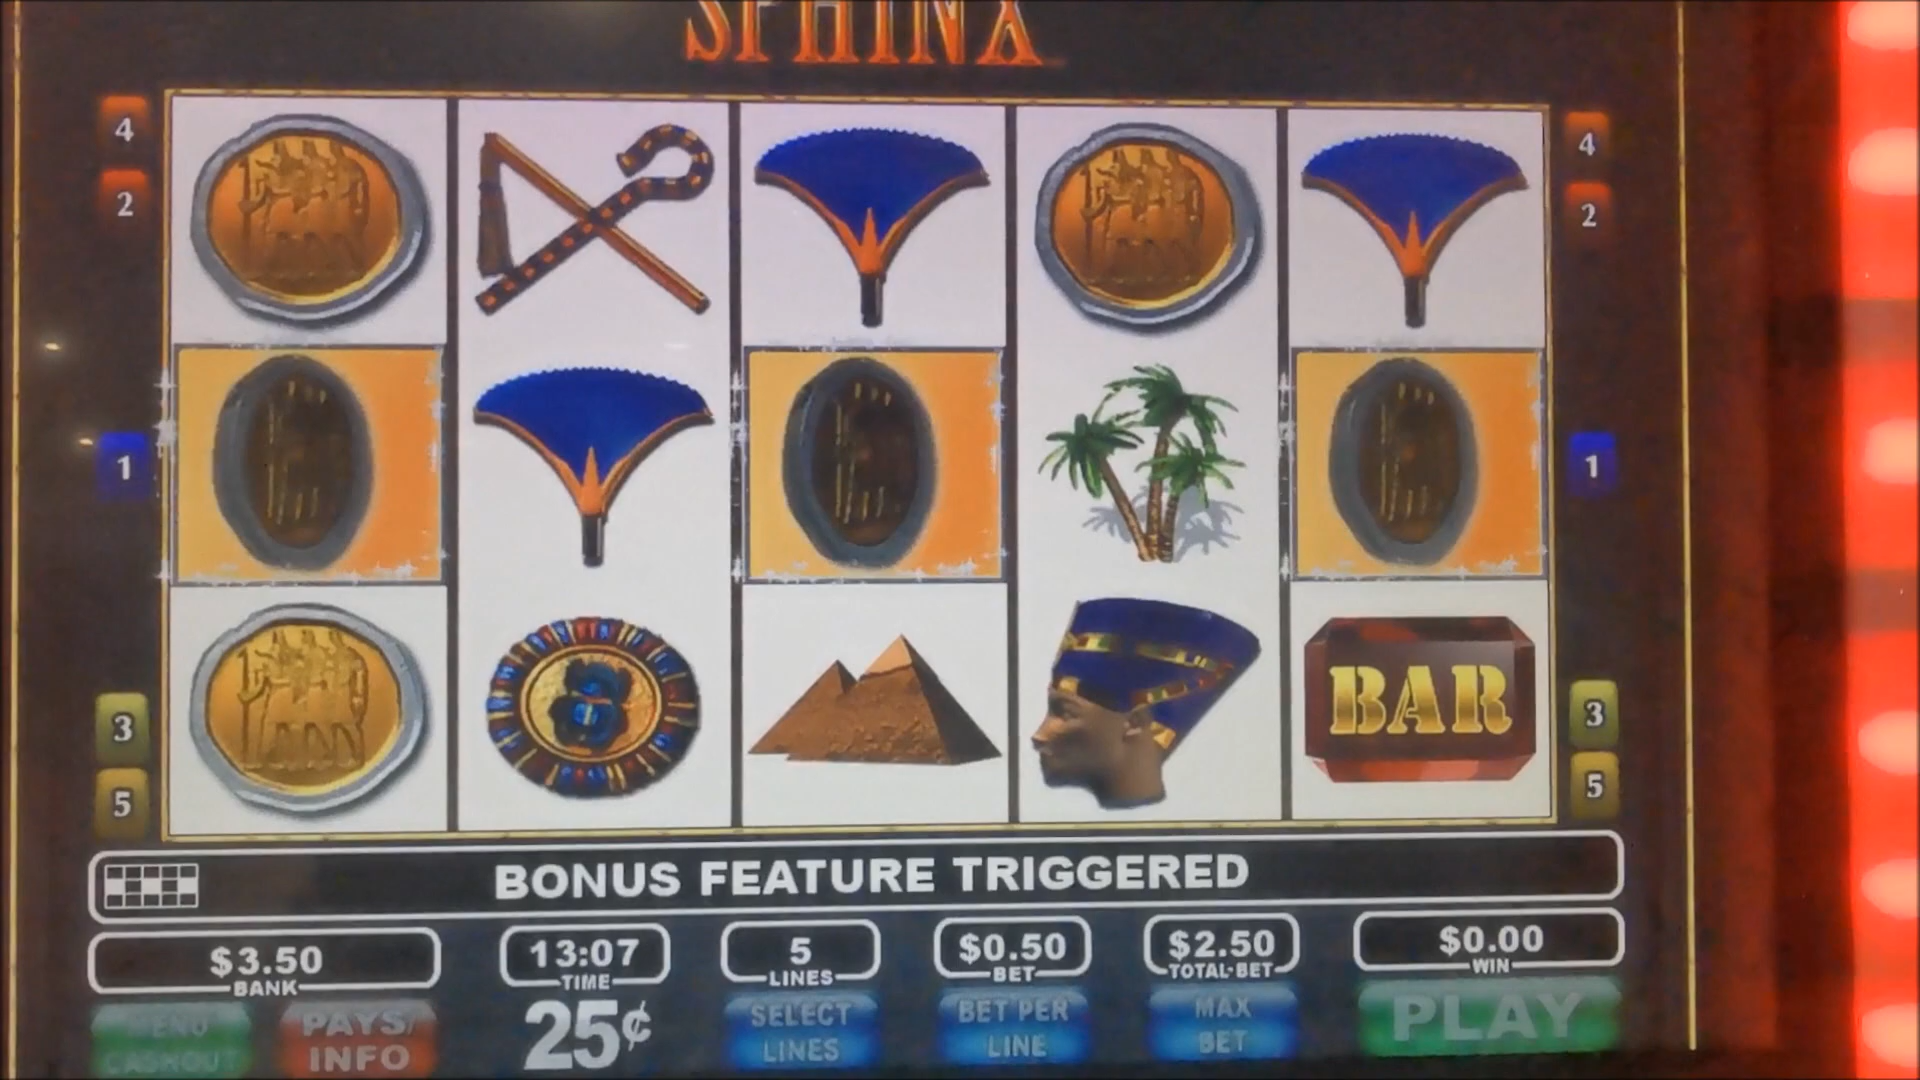 SPHINX
4 4
2 2
1 1
BAR
3 3
5 5
BONUS FEATURE TRIGGERED
$3.50 13:07 5 $0.50 $2.50 $0.00
BANK TIME LINES BET TOTAL-BET WIN
MENU PAYS/ 25¢ SELECT BET PER MAX PLAY
CASHOUT INFO LINES LINE BET